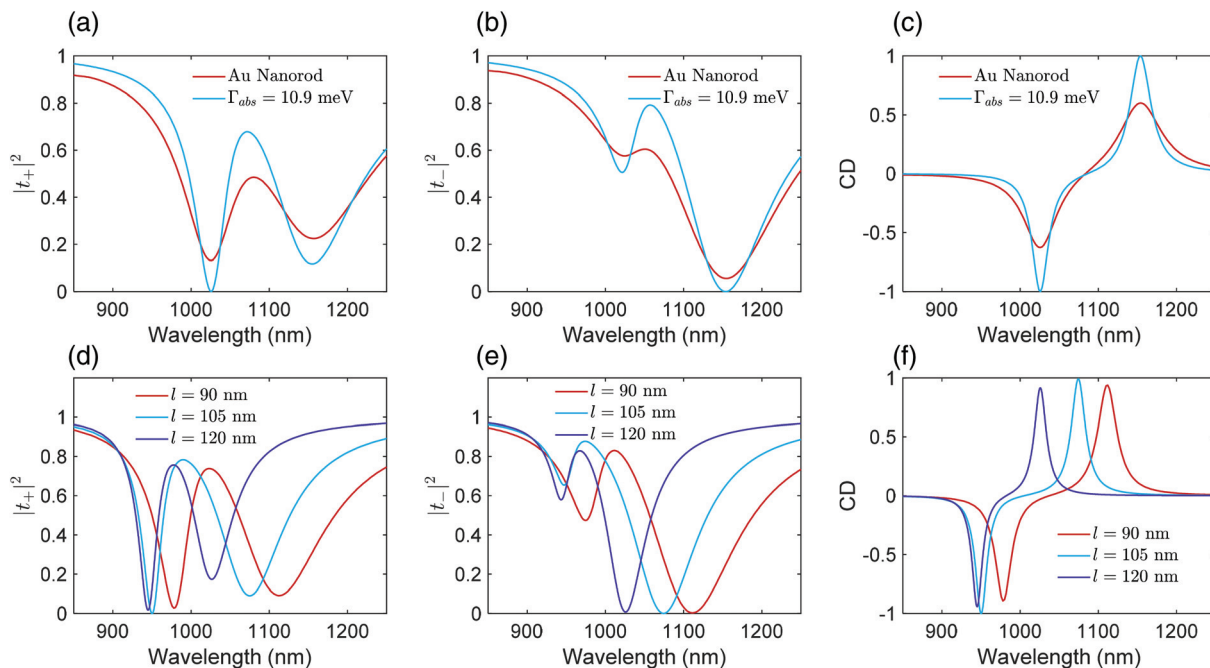 (a)
1
0.8
0.6
0.4
0.2
0
|t₊|²
Au Nanorod
Γ_abs = 10.9 meV
900 1000 1100 1200
Wavelength (nm)
(b)
1
0.8
0.6
0.4
0.2
0
|t₋|²
Au Nanorod
Γ_abs = 10.9 meV
900 1000 1100 1200
Wavelength (nm)
(c)
1
0.5
0
-0.5
-1
CD
Au Nanorod
Γ_abs = 10.9 meV
900 1000 1100 1200
Wavelength (nm)
(d)
1
0.8
0.6
0.4
0.2
0
|t₊|²
l = 90 nm
l = 105 nm
l = 120 nm
900 1000 1100 1200
Wavelength (nm)
(e)
1
0.8
0.6
0.4
0.2
0
|t₋|²
l = 90 nm
l = 105 nm
l = 120 nm
900 1000 1100 1200
Wavelength (nm)
(f)
1
0.5
0
-0.5
-1
CD
l = 90 nm
l = 105 nm
l = 120 nm
900 1000 1100 1200
Wavelength (nm)